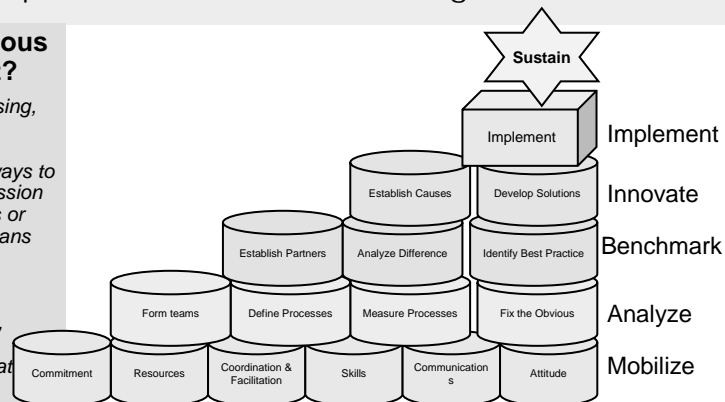 ous
?
sing,
ways to
ssion
s or
ans
Sustain
Implement
Implement
Establish Causes
Develop Solutions
Innovate
Establish Partners
Analyze Difference
Identify Best Practice
Benchmark
Form teams
Define Processes
Measure Processes
Fix the Obvious
Analyze
Commitment
Resources
Coordination &
Facilitation
Skills
Communication
s
Attitude
Mobilize